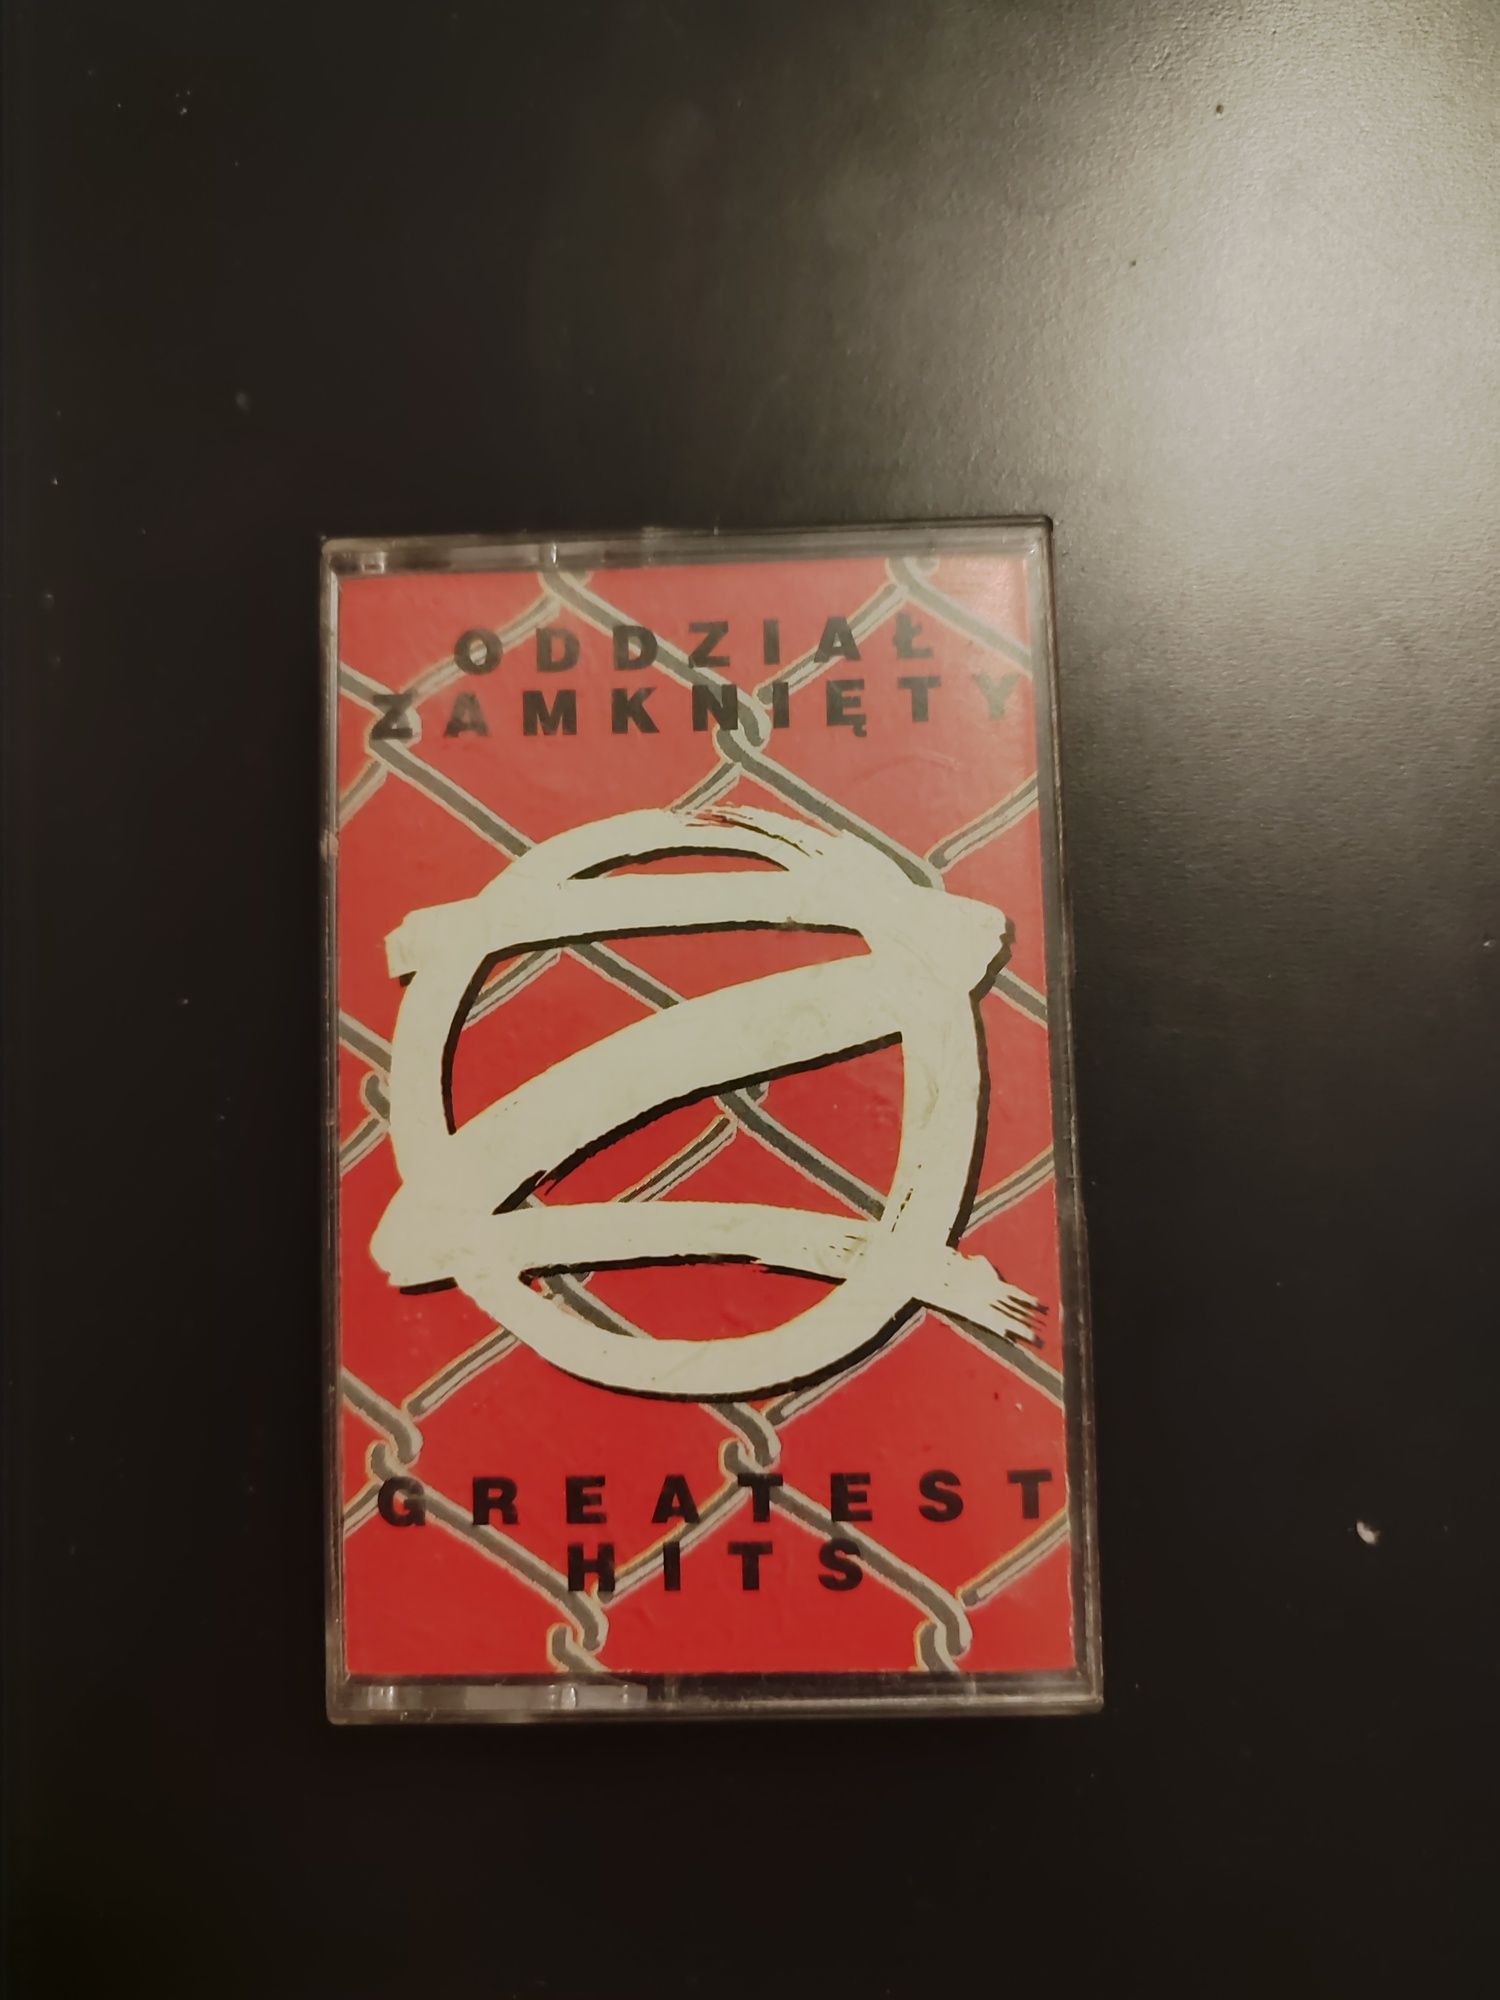 ODDZIAŁ
ZAMKNIĘTY
GREATEST
HITS